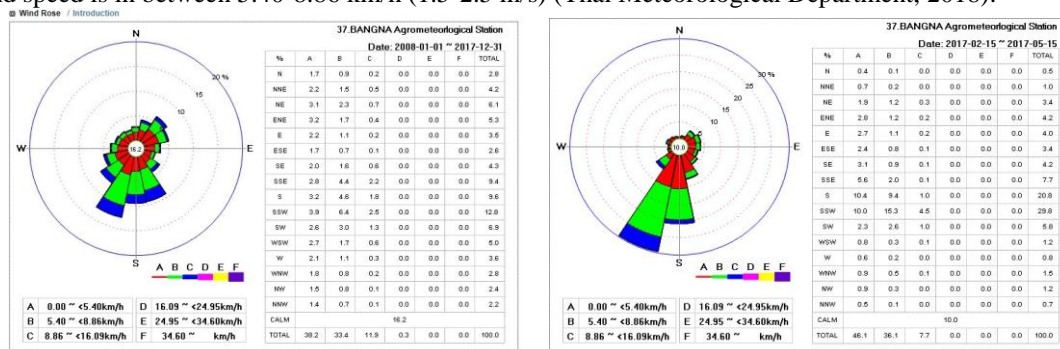 speed is in between 5.40-8.86 km/h (1.5-2.5 m/s) (Thai Meteorological Department, 2018).
Wind Rose / Introduction
37.BANGNA Agrometeorlogical Station
Date: 2008-01-01 ~ 2017-12-31
N
W
E
S
20 %
15
10
16.2
% A B C D E F TOTAL
N 1.7 0.9 0.2 0.0 0.0 0.0 2.8
NNE 2.2 1.5 0.5 0.0 0.0 0.0 4.2
NE 3.1 2.3 0.7 0.0 0.0 0.0 6.1
ENE 3.2 1.7 0.4 0.0 0.0 0.0 5.3
E 2.2 1.1 0.2 0.0 0.0 0.0 3.5
ESE 1.7 0.7 0.1 0.0 0.0 0.0 2.6
SE 2.0 1.6 0.6 0.0 0.0 0.0 4.3
SSE 2.8 4.4 2.2 0.0 0.0 0.0 9.4
S 3.2 4.6 1.8 0.0 0.0 0.0 9.6
SSW 3.9 6.4 2.5 0.0 0.0 0.0 12.8
SW 2.6 3.0 1.3 0.0 0.0 0.0 6.9
WSW 2.7 1.7 0.6 0.0 0.0 0.0 5.0
W 2.1 1.1 0.3 0.0 0.0 0.0 3.6
WNW 1.8 0.8 0.2 0.0 0.0 0.0 2.8
NW 1.5 0.8 0.1 0.0 0.0 0.0 2.4
NNW 1.4 0.7 0.1 0.0 0.0 0.0 2.2
CALM 16.2
TOTAL 38.2 33.4 11.9 0.3 0.0 0.0 100.0
A B C D E F
A 0.00 ~ <5.40km/h D 16.09 ~ <24.95km/h
B 5.40 ~ <8.86km/h E 24.95 ~ <34.60km/h
C 8.86 ~ <16.09km/h F 34.60 ~ km/h
37.BANGNA Agrometeorlogical Station
Date: 2017-02-15 ~ 2017-05-15
N
W
E
S
30 %
25
20
15
10
5
10.0
% A B C D E F TOTAL
N 0.4 0.1 0.0 0.0 0.0 0.0 0.5
NNE 0.7 0.2 0.0 0.0 0.0 0.0 1.0
NE 1.9 1.2 0.3 0.0 0.0 0.0 3.4
ENE 2.8 1.2 0.2 0.0 0.0 0.0 4.2
E 2.7 1.1 0.2 0.0 0.0 0.0 4.0
ESE 2.4 0.8 0.1 0.0 0.0 0.0 3.4
SE 3.1 0.9 0.1 0.0 0.0 0.0 4.2
SSE 5.6 2.0 0.1 0.0 0.0 0.0 7.7
S 10.4 9.4 1.0 0.0 0.0 0.0 20.8
SSW 10.0 15.3 4.5 0.0 0.0 0.0 29.8
SW 2.3 2.6 1.0 0.0 0.0 0.0 5.8
WSW 0.8 0.3 0.1 0.0 0.0 0.0 1.2
W 0.6 0.2 0.0 0.0 0.0 0.0 0.8
WNW 0.9 0.5 0.1 0.0 0.0 0.0 1.5
NW 0.9 0.3 0.0 0.0 0.0 0.0 1.2
NNW 0.5 0.1 0.0 0.0 0.0 0.0 0.7
CALM 10.0
TOTAL 46.1 36.1 7.7 0.0 0.0 0.0 100.0
A B C D E F
A 0.00 ~ <5.40km/h D 16.09 ~ <24.95km/h
B 5.40 ~ <8.86km/h E 24.95 ~ <34.60km/h
C 8.86 ~ <16.09km/h F 34.60 ~ km/h